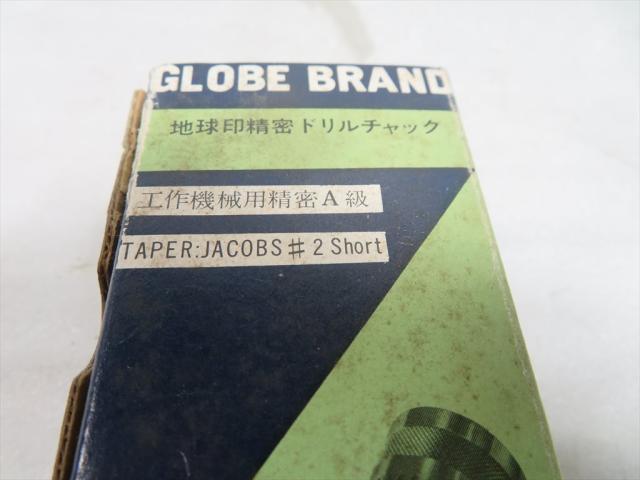 GLOBE BRAND
地球印精密ドリルチャック
工作機械用精密A級
TAPER:JACOBS#2 Short